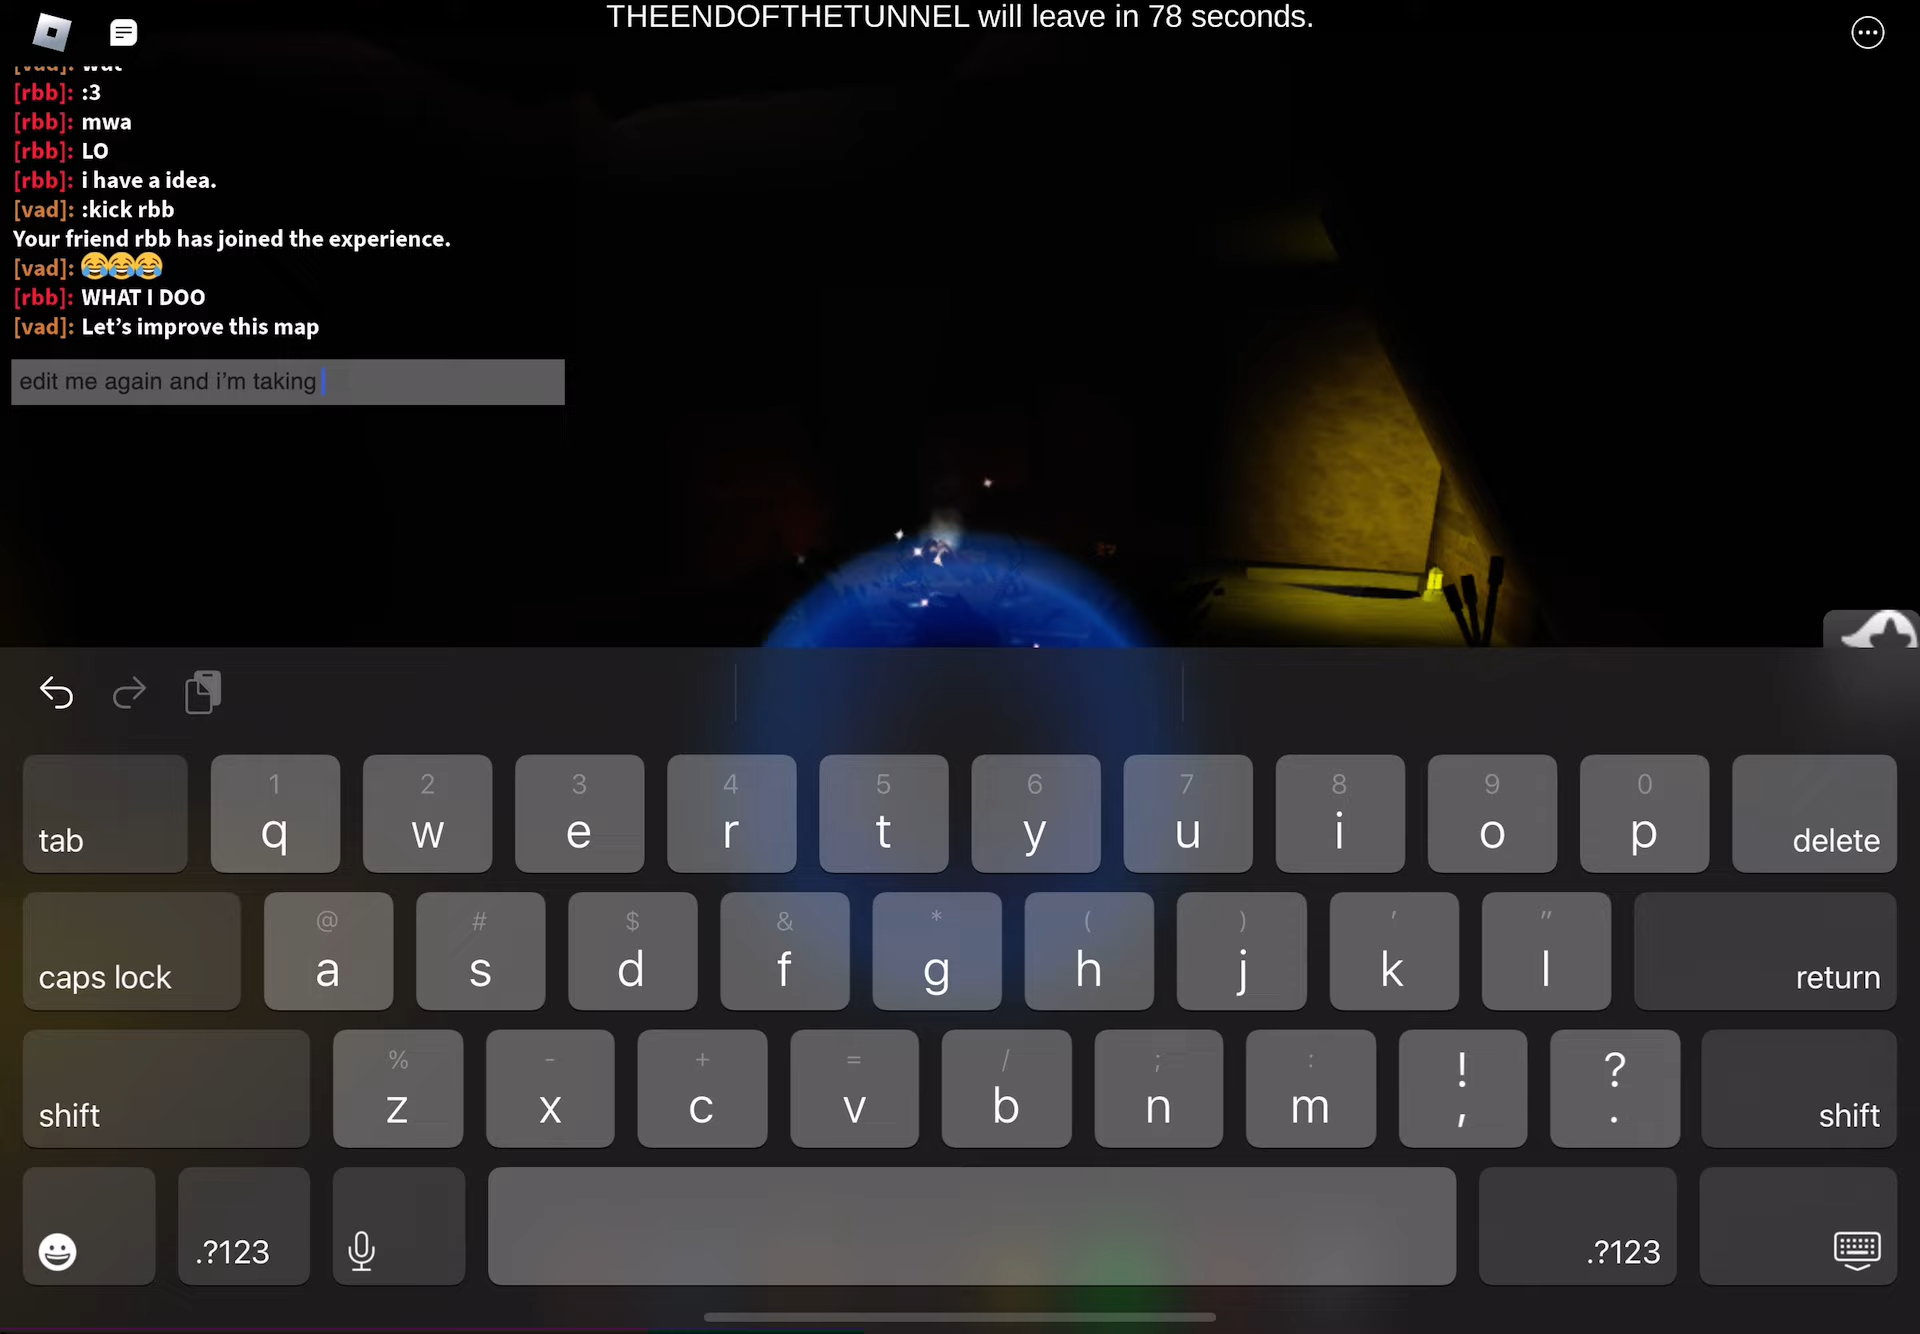 THEENDOFTHETUNNEL will leave in 78 seconds.
[vad]: wat
[rbb]: :3
[rbb]: mwa
[rbb]: LO
[rbb]: i have a idea.
[vad]: :kick rbb
Your friend rbb has joined the experience.
[vad]: 😂😂😂
[rbb]: WHAT I DOO
[vad]: Let’s improve this map
edit me again and i’m taking
1 2 3 4 5 6 7 8 9 0
tab q w e r t y u i o p delete
@ # $ & * ( ) ' "
caps lock a s d f g h j k l return
% - + = / ; : ! ?
shift z x c v b n m , . shift
.?123 .?123